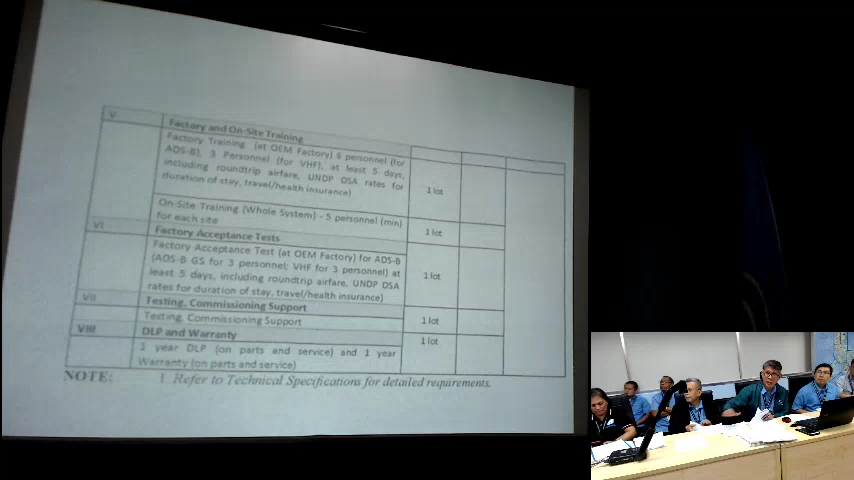 V
Factory and On-Site Training
Factory Training (at OEM Factory) 4 personnel (for
ADS-B), 3 Personnel (for VHF), at least 5 days,
including roundtrip airfare, UNDP DSA rates for
duration of stay, travel/health insurance)
1 lot
On-Site Training (Whole System) - 5 personnel (min)
for each site
1 lot
VI
Factory Acceptance Tests
Factory Acceptance Test (at OEM Factory) for ADS-B
(ADS-B GS for 3 personnel; VHF for 3 personnel) at
least 5 days, including roundtrip airfare, UNDP DSA
rates for duration of stay, travel/health insurance)
1 lot
VII
Testing, Commissioning Support
Testing, Commissioning Support
1 lot
VIII
DLP and Warranty
1 year DLP (on parts and service) and 1 year
Warranty (on parts and service)
1 lot
NOTE: 1. Refer to Technical Specifications for detailed requirements.